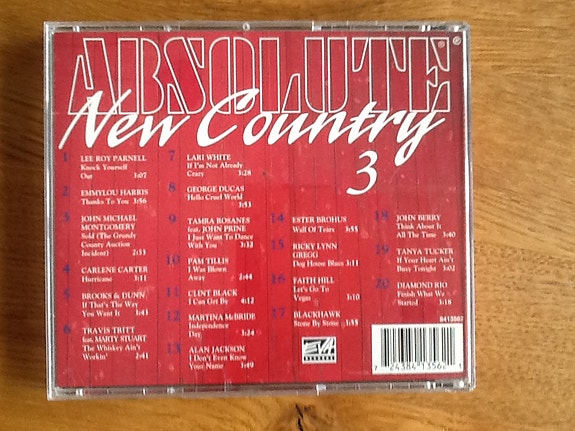 ABSOLUTE®
New Country
3
1 LEE ROY PARNELL
Knock Yourself
Out 3:07
2 EMMYLOU HARRIS
Thanks To You 3:56
3 JOHN MICHAEL
MONTGOMERY
Sold (The Grundy
County Auction
Incident) 2:33
4 CARLENE CARTER
Hurricane 3:11
5 BROOKS & DUNN
If That's The Way
You Want It 3:43
6 TRAVIS TRITT
feat. MARTY STUART
The Whiskey Ain't
Workin' 2:41
7 LARI WHITE
If I'm Not Already
Crazy 3:28
8 GEORGE DUCAS
Hello Cruel World
3:53
9 TAMRA ROSANES
feat. JOHN PRINE
I Just Want To Dance
With You 3:32
10 PAM TILLIS
I Was Blown
Away 2:44
11 CLINT BLACK
I Can Get By 4:12
12 MARTINA McBRIDE
Independence
Day 3:24
13 ALAN JACKSON
I Don't Even Know
Your Name 3:49
14 ESTER BROHUS
Wall Of Tears 3:55
15 RICKY LYNN
GREGG
Dog House Blues 3:11
16 FAITH HILL
Let's Go To
Vegas 3:10
17 BLACKHAWK
Stone By Stone 3:55
18 JOHN BERRY
Think About It
All The Time 3:40
19 TANYA TUCKER
If Your Heart Ain't
Busy Tonight 3:02
20 DIAMOND RIO
Finish What We
Started 3:18
EVA
RECORDS
8413562
7 24384 13562